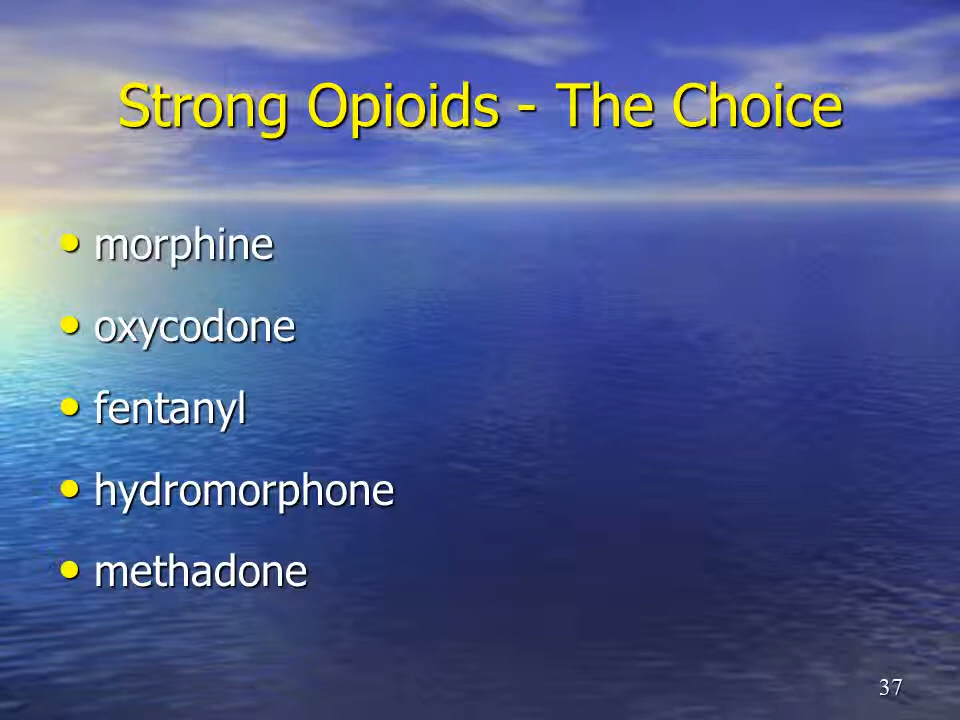 Strong Opioids - The Choice
• morphine
• oxycodone
• fentanyl
• hydromorphone
• methadone
37